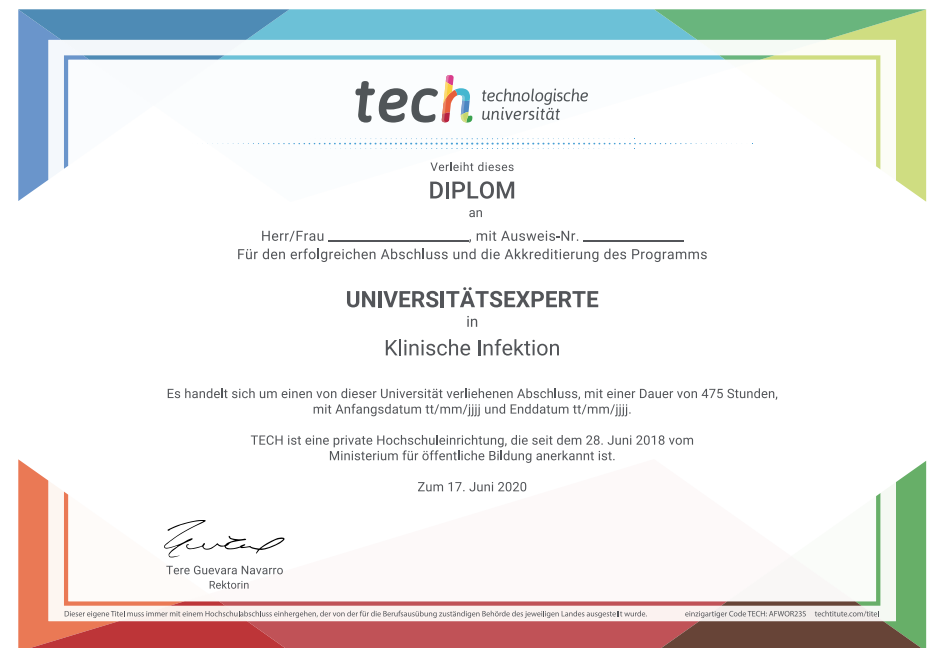 tech technologische
universität
Verleiht dieses
DIPLOM
an
Herr/Frau ____________________, mit Ausweis-Nr. ______________
Für den erfolgreichen Abschluss und die Akkreditierung des Programms
UNIVERSITÄTSEXPERTE
in
Klinische Infektion
Es handelt sich um einen von dieser Universität verliehenen Abschluss, mit einer Dauer von 475 Stunden,
mit Anfangsdatum tt/mm/jjjj und Enddatum tt/mm/jjjj.
TECH ist eine private Hochschuleinrichtung, die seit dem 28. Juni 2018 vom
Ministerium für öffentliche Bildung anerkannt ist.
Zum 17. Juni 2020
Tere Guevara Navarro
Rektorin
Dieser eigene Titel muss immer mit einem Hochschulabschluss einhergehen, der von der für die Berufsausübung zuständigen Behörde des jeweiligen Landes ausgestellt wurde. einzigartiger Code TECH: AFWOR23S techtitute.com/titel